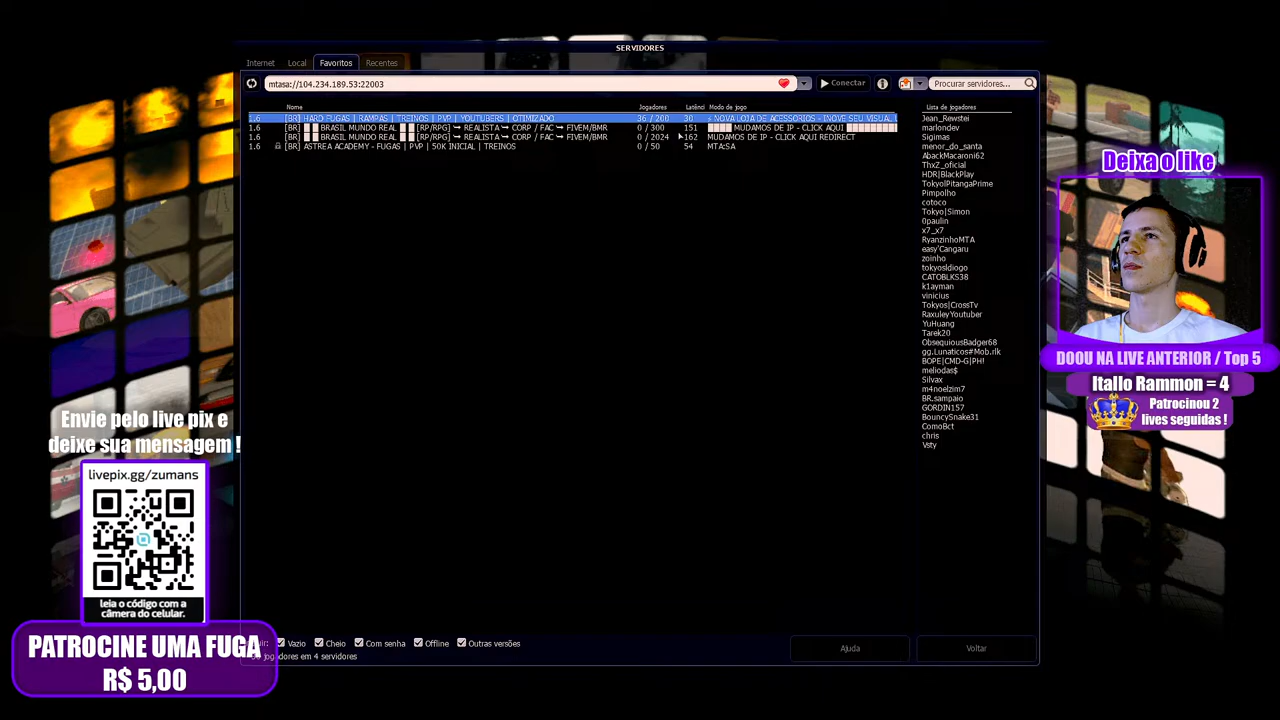 SERVIDORES
Internet Local Favoritos Recentes
mtasa://104.234.189.53:22003
Conectar
Procurar servidores...
Nome Jogadores Latênci Modo de jogo
1.6 [BR] HARD FUGAS | RAMPAS | TREINOS | PVP | YOUTUBERS | OTIMIZADO 36 / 200 30 NOVA LOJA DE ACESSORIOS - INOVE SEU VISUAL
1.6 [BR] BRASIL MUNDO REAL [RP/RPG] REALISTA CORP / FAC FIVEM/BMR 0 / 300 151 MUDAMOS DE IP - CLICK AQUI
1.6 [BR] BRASIL MUNDO REAL [RP/RPG] REALISTA CORP / FAC FIVEM/BMR 0 / 2024 162 MUDAMOS DE IP - CLICK AQUI REDIRECT
1.6 [BR] ASTREA ACADEMY - FUGAS | PVP | 50K INICIAL | TREINOS 0 / 50 54 MTA:SA
Lista de jogadores
Jean_Rewstei
marlondev
Sigimas
menor_do_santa
AbackMacaroni62
ThxZ_oficial
HDR|BlackPlay
Tokyo|PitangaPrime
Pimpolho
cotoco
Tokyo|Simon
0paulin
x7_x7
RyanzinhoMTA
easy'Cangaru
zoinho
tokyosldiogo
CATOBLKS38
k1ayman
vinicius
Tokyos|CrossTv
RaxuleyYoutuber
YuHuang
Tarek20
ObsequiousBadger68
gg.Lunaticos#Mob.rlk
BOPE|CMD-G|PH!
meliodas$
Silvax
m4noelzim7
BR.sampaio
GORDIN157
BouncySnake31
ComoBct
chris
Vsty
Vazio Cheio Com senha Offline Outras versões
jogadores em 4 servidores
Ajuda
Voltar
Deixa o like
DOOU NA LIVE ANTERIOR / Top 5
Itallo Rammon = 4
Patrocinou 2
lives seguidas !
Envie pelo live pix e
deixe sua mensagem !
livepix.gg/zumans
leia o código com a
câmera do celular.
PATROCINE UMA FUGA
R$ 5,00